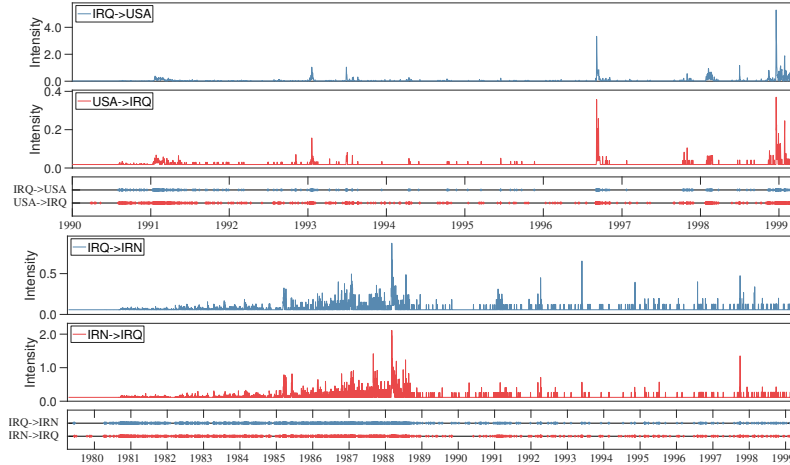 IRQ->USA
Intensity
4.0
2.0
0.0
USA->IRQ
Intensity
0.4
0.2
0.0
IRQ->USA
USA->IRQ
1990 1991 1992 1993 1994 1995 1996 1997 1998 1999
IRQ->IRN
Intensity
0.5
0.0
IRN->IRQ
Intensity
2.0
1.0
0.0
IRQ->IRN
IRN->IRQ
1980 1981 1982 1983 1984 1985 1986 1987 1988 1989 1990 1991 1992 1993 1994 1995 1996 1997 1998 1999